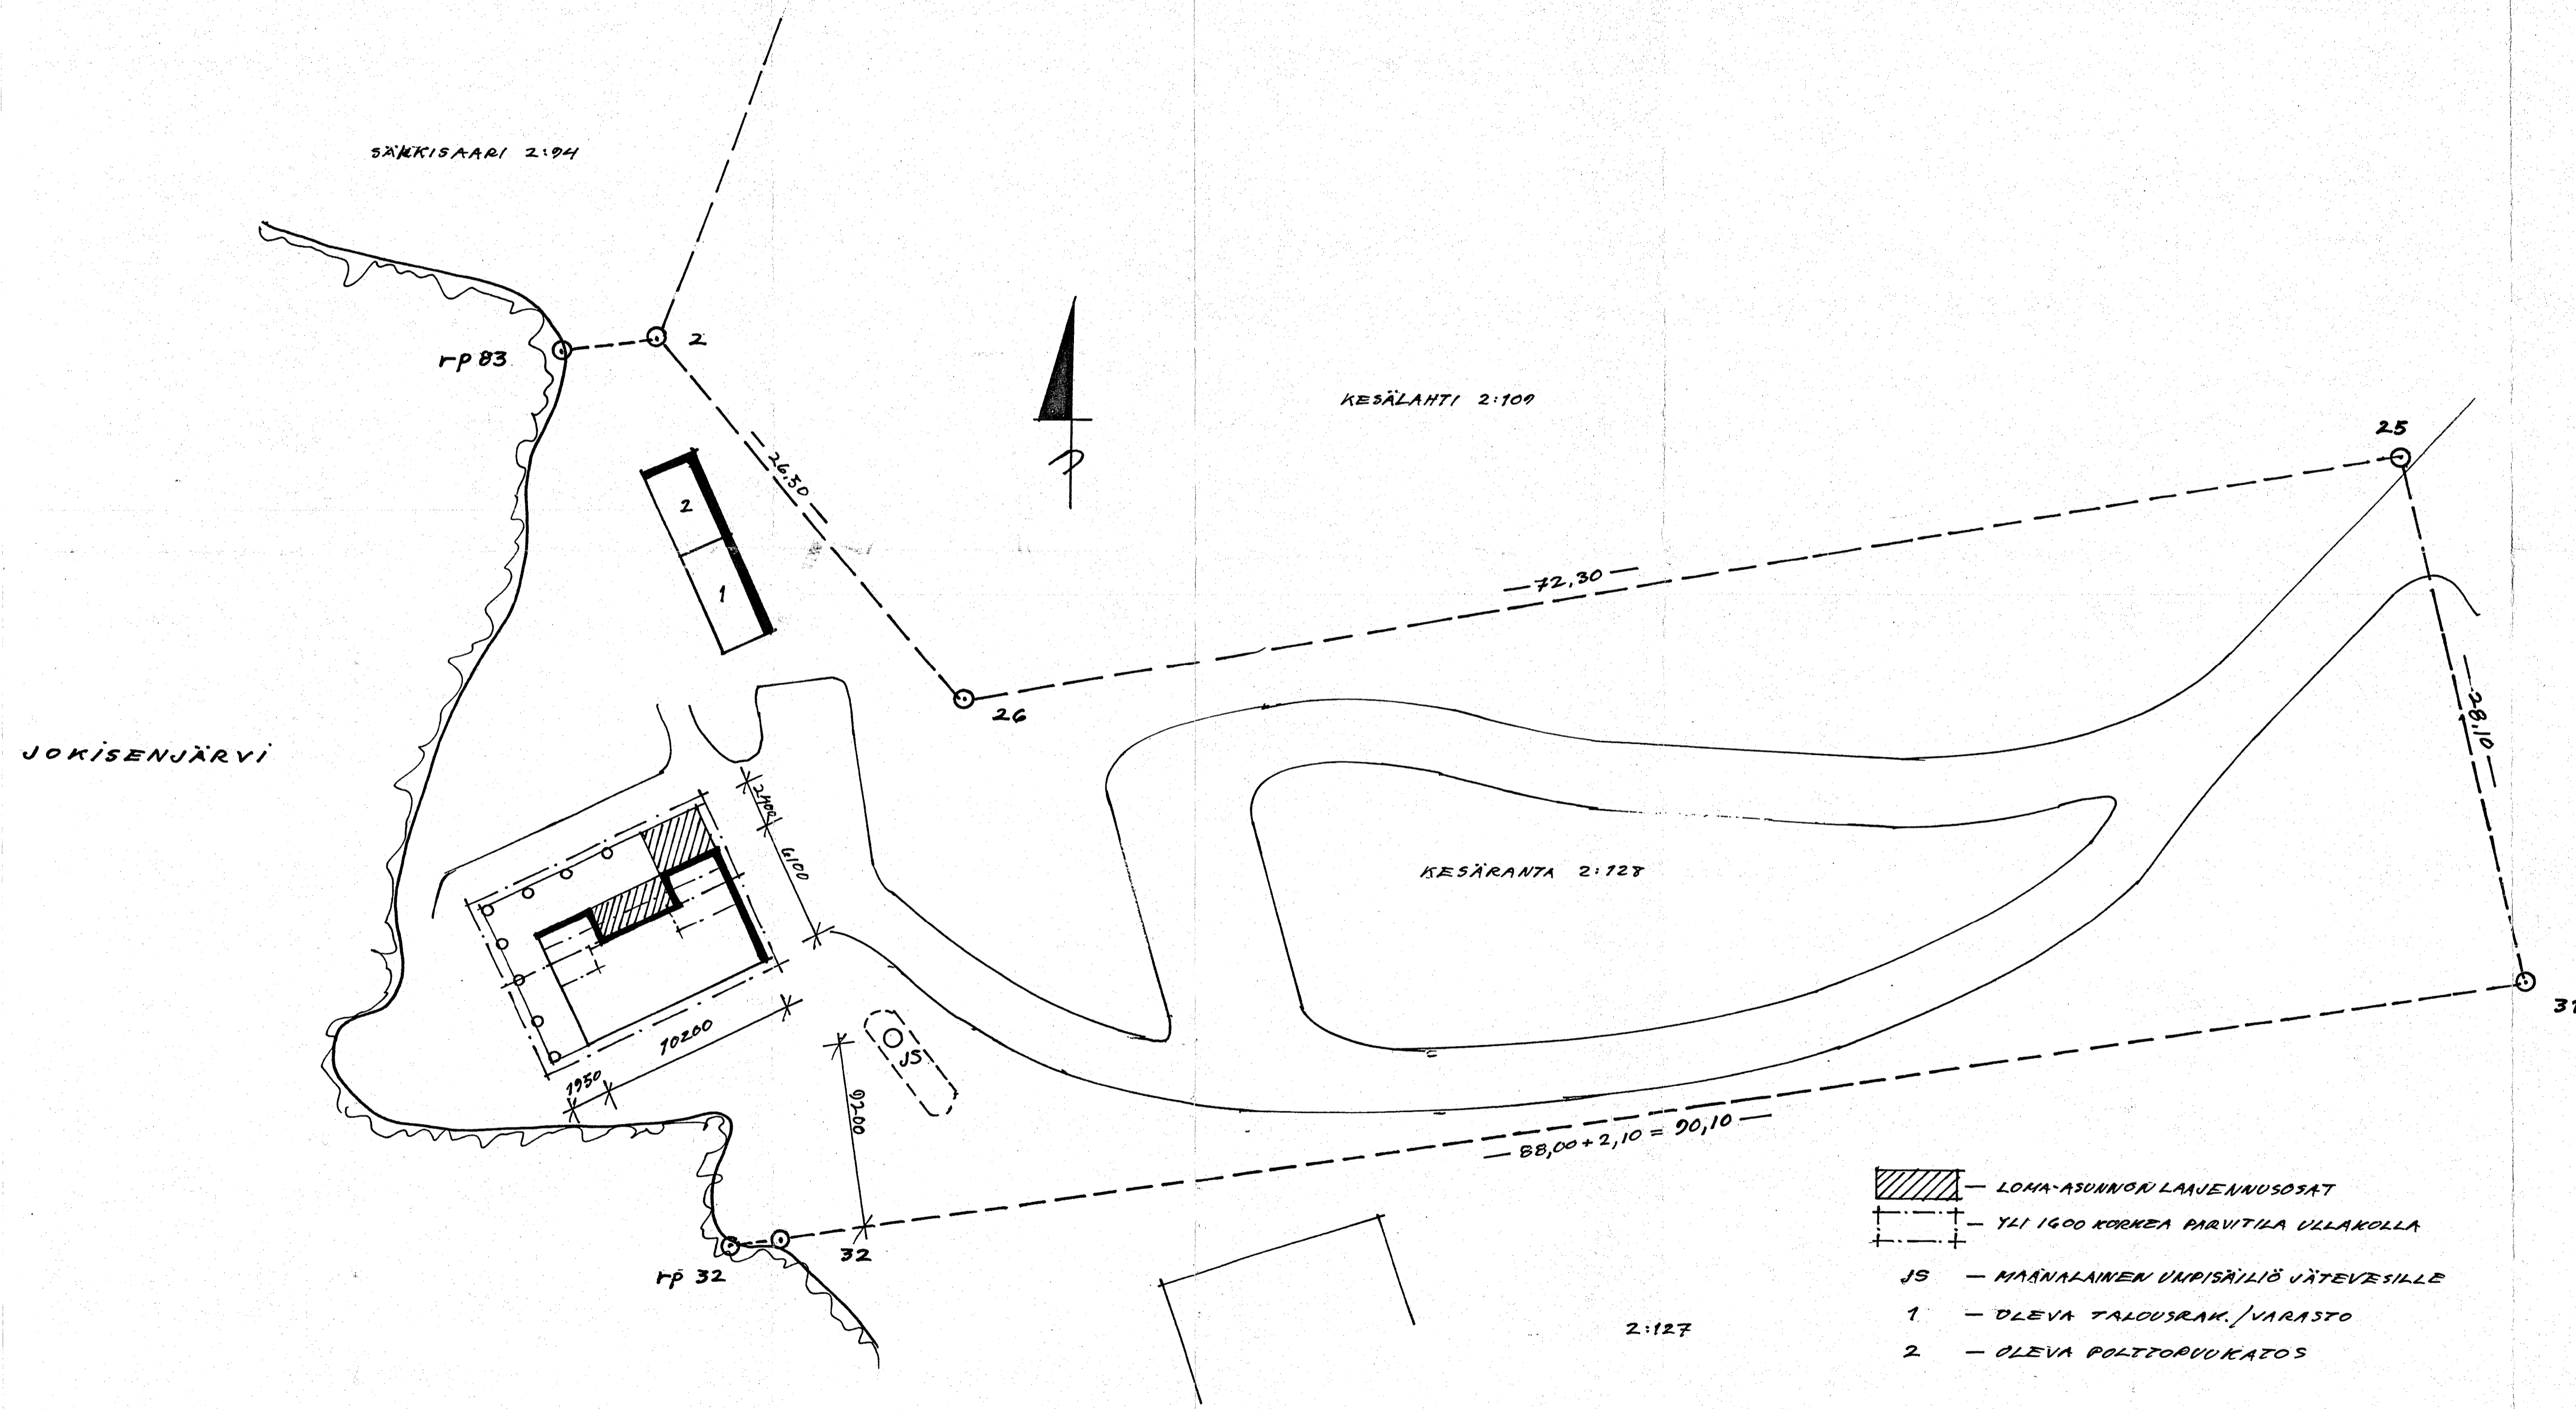 SÄKKISAARI 2:94
rp 83
2
26,30
KESÄLAHTI 2:109
25
72,30
2
1
26
28,10
JOKISENJÄRVI
2400
6100
KESÄRANTA 2:128
31
JS
10200
1950
9200
88,00 + 2,10 = 90,10
32
rp 32
2:127
LOMA-ASUNNON LAAJENNUSOSAT
YLI 1600 KORKEA PARVITILA ULLAKOLLA
JS — MAANALAINEN UMPISÄILIÖ JÄTEVESILLE
1 — OLEVA TALOUSRAK./VARASTO
2 — OLEVA POLTTOPUUKATOS